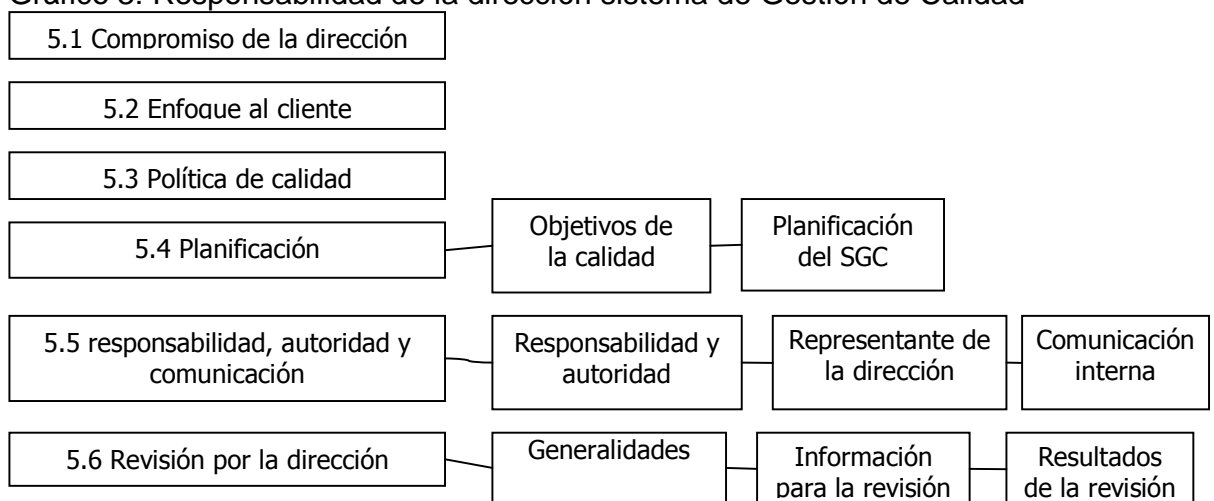 Gráfico 3. Responsabilidad de la dirección sistema de Gestión de Calidad
5.1 Compromiso de la dirección
5.2 Enfoque al cliente
5.3 Política de calidad
5.4 Planificación
Objetivos de
la calidad
Planificación
del SGC
5.5 responsabilidad, autoridad y
comunicación
Responsabilidad y
autoridad
Representante de
la dirección
Comunicación
interna
5.6 Revisión por la dirección
Generalidades
Información
para la revisión
Resultados
de la revisión